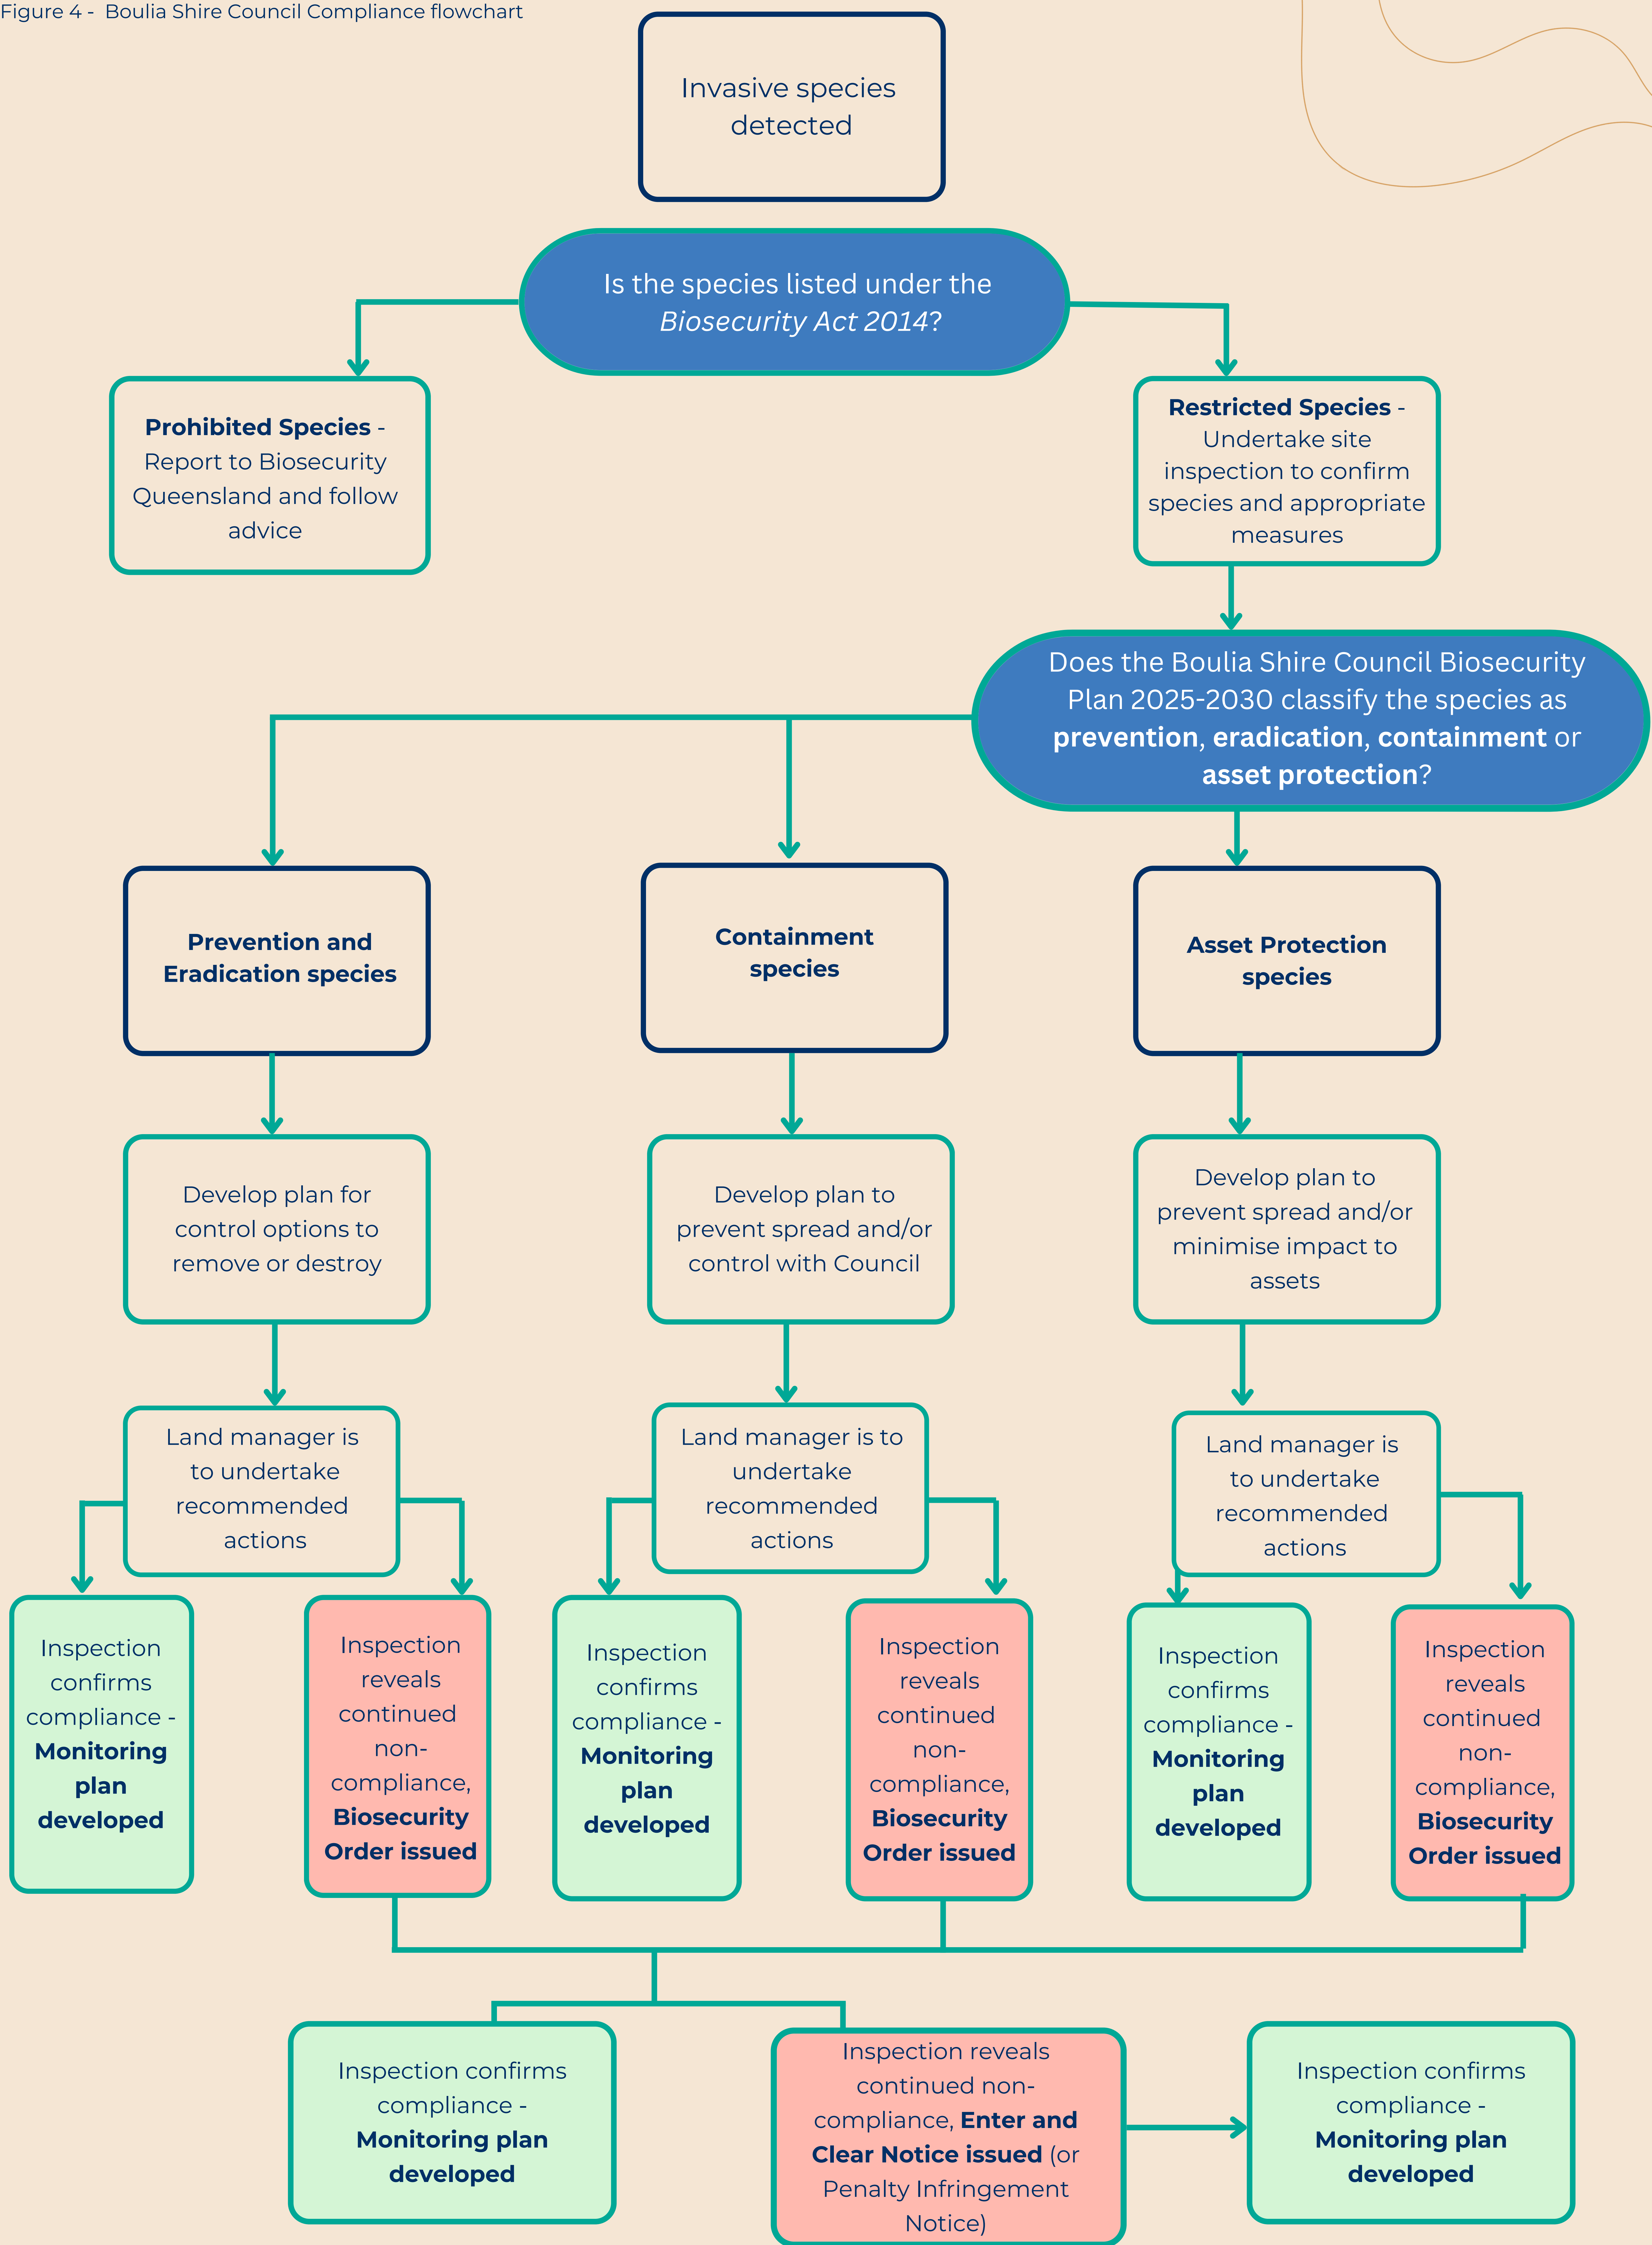 Figure 4 -  Boulia Shire Council Compliance flowchart
Invasive species
detected
Is the species listed under the
Biosecurity Act 2014?
Prohibited Species -
Report to Biosecurity
Queensland and follow
advice
Restricted Species -
Undertake site
inspection to confirm
species and appropriate
measures
Does the Boulia Shire Council Biosecurity
Plan 2025-2030 classify the species as
prevention, eradication, containment or
asset protection?
Prevention and
Eradication species
Containment
species
Asset Protection
species
Develop plan for
control options to
remove or destroy
Develop plan to
prevent spread and/or
control with Council
Develop plan to
prevent spread and/or
minimise impact to
assets
Land manager is
to undertake
recommended
actions
Land manager is to
undertake
recommended
actions
Land manager is
to undertake
recommended
actions
Inspection
confirms
compliance -
Monitoring
plan
developed
Inspection
reveals
continued
non-
compliance,
Biosecurity
Order issued
Inspection
confirms
compliance -
Monitoring
plan
developed
Inspection
reveals
continued
non-
compliance,
Biosecurity
Order issued
Inspection
confirms
compliance -
Monitoring
plan
developed
Inspection
reveals
continued
non-
compliance,
Biosecurity
Order issued
Inspection confirms
compliance -
Monitoring plan
developed
Inspection reveals
continued non-
compliance, Enter and
Clear Notice issued (or
Penalty Infringement
Notice)
Inspection confirms
compliance -
Monitoring plan
developed